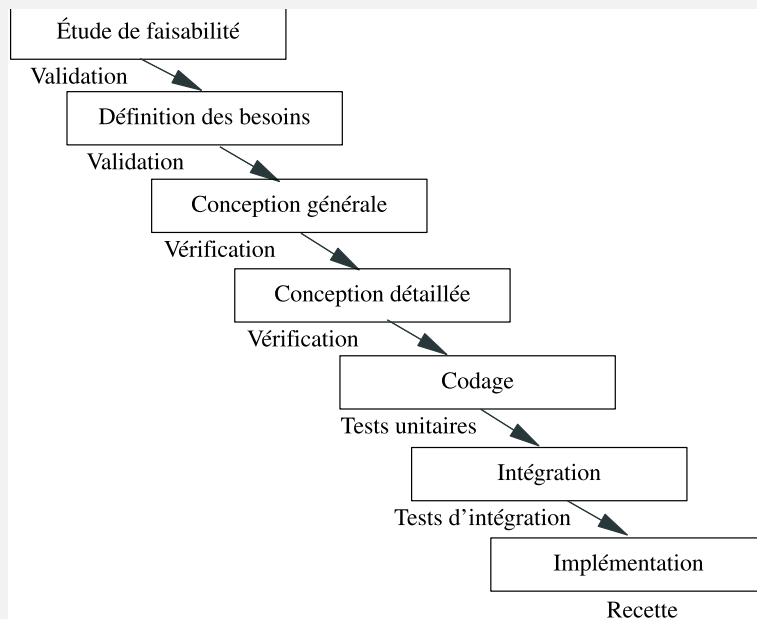 Étude de faisabilité
Validation
Définition des besoins
Validation
Conception générale
Vérification
Conception détaillée
Vérification
Codage
Tests unitaires
Intégration
Tests d’intégration
Implémentation
Recette